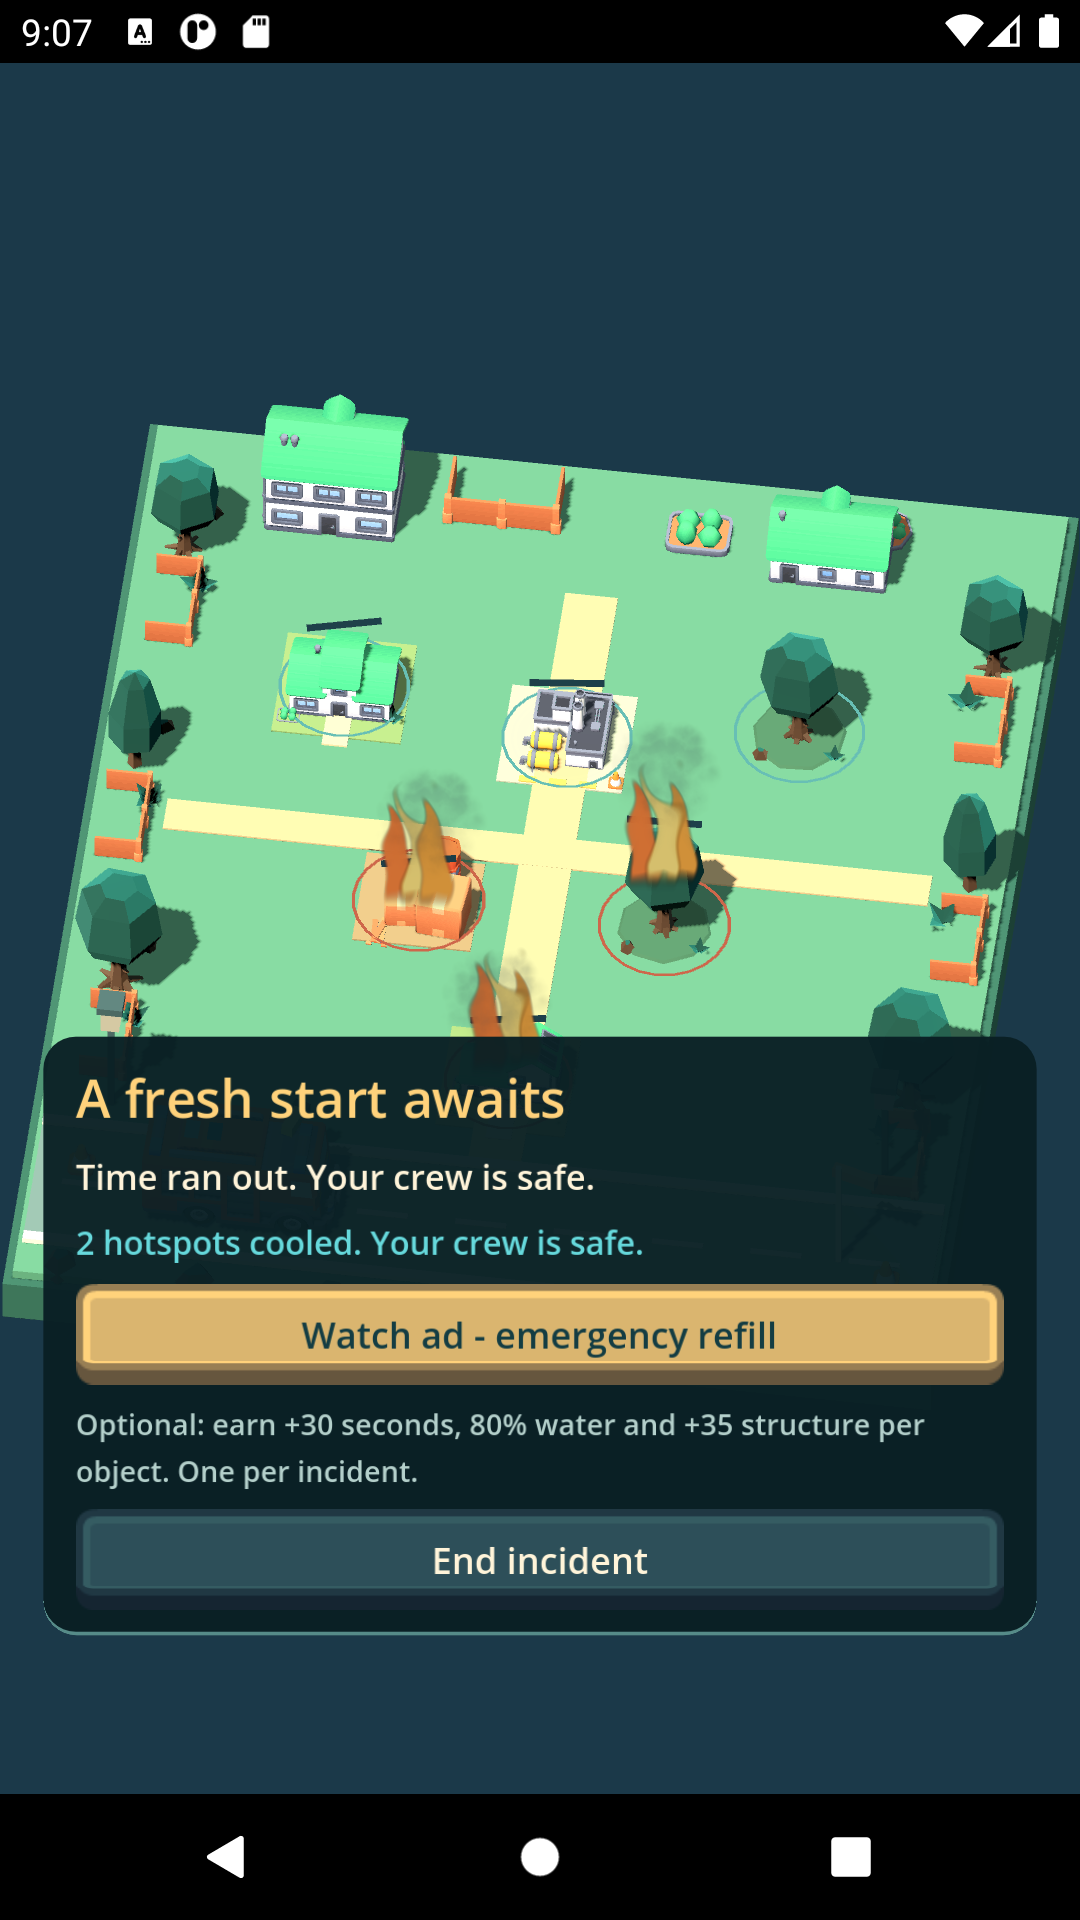 9:07
A
A fresh start awaits
Time ran out. Your crew is safe.
2 hotspots cooled. Your crew is safe.
Watch ad - emergency refill
Optional: earn +30 seconds, 80% water and +35 structure per
object. One per incident.
End incident